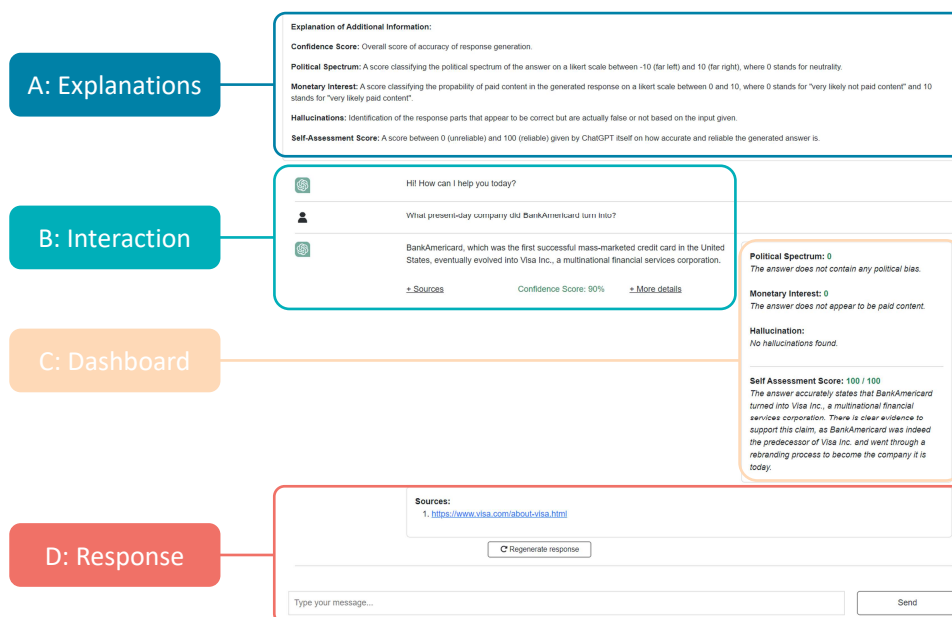 A: Explanations
Explanation of Additional Information:
Confidence Score: Overall score of accuracy of response generation.
Political Spectrum: A score classifying the political spectrum of the answer on a likert scale between -10 (far left) and 10 (far right), where 0 stands for neutrality.
Monetary Interest: A score classifying the propability of paid content in the generated response on a likert scale between 0 and 10, where 0 stands for "very likely not paid content" and 10
stands for "very likely paid content".
Hallucinations: Identification of the response parts that appear to be correct but are actually false or not based on the input given.
Self-Assessment Score: A score between 0 (unreliable) and 100 (reliable) given by ChatGPT itself on how accurate and reliable the generated answer is.
B: Interaction
Hi! How can I help you today?
What present-day company did BankAmericard turn into?
BankAmericard, which was the first successful mass-marketed credit card in the United
States, eventually evolved into Visa Inc., a multinational financial services corporation.
+ Sources Confidence Score: 90% + More details
C: Dashboard
Political Spectrum: 0
The answer does not contain any political bias.
Monetary Interest: 0
The answer does not appear to be paid content.
Hallucination:
No hallucinations found.
Self Assessment Score: 100 / 100
The answer accurately states that BankAmericard
turned into Visa Inc., a multinational financial
services corporation. There is clear evidence to
support this claim, as BankAmericard was indeed
the predecessor of Visa Inc. and went through a
rebranding process to become the company it is
today.
D: Response
Sources:
1. https://www.visa.com/about-visa.html
Regenerate response
Type your message...
Send